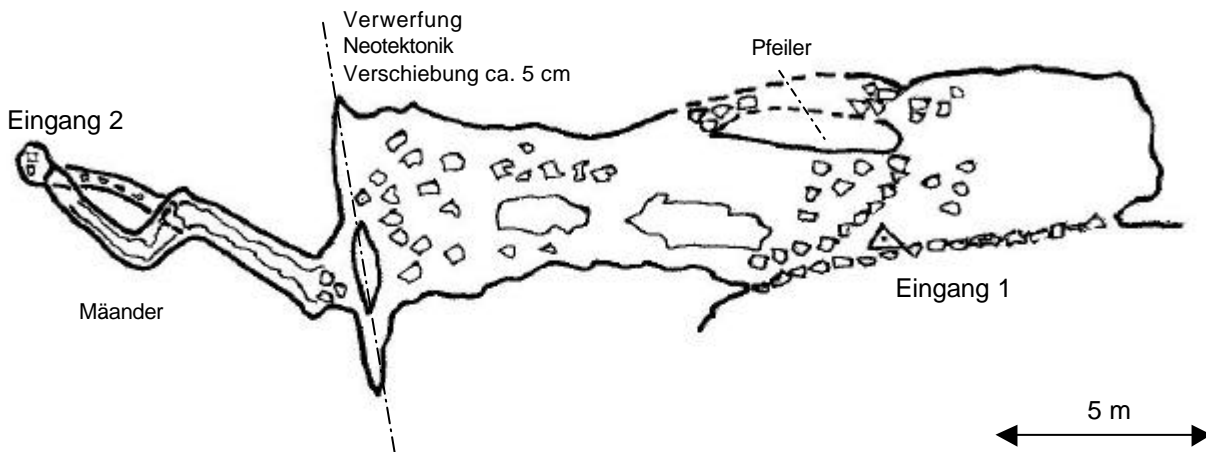 Verwerfung
Neotektonik
Verschiebung ca. 5 cm
Pfeiler
Eingang 2
Mäander
Eingang 1
5 m